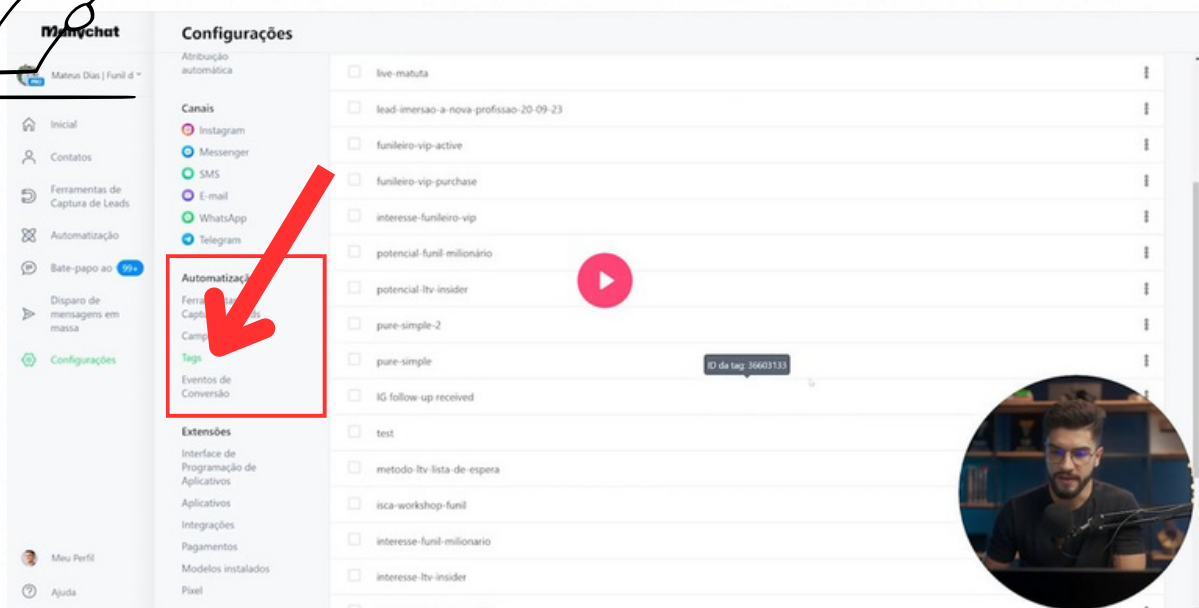 Manychat
Configurações
Mateus Dias | Funil d
PRO
Inicial
Contatos
Ferramentas de
Captura de Leads
Automatização
Bate-papo ao
99+
Disparo de
mensagens em
massa
Configurações
Meu Perfil
Ajuda
Atribuição
automática
Canais
Instagram
Messenger
SMS
E-mail
WhatsApp
Telegram
Tags
Eventos de
Conversão
Extensões
Interface de
Programação de
Aplicativos
Aplicativos
Integrações
Pagamentos
Modelos instalados
Pixel
live-matuta
lead-imersao-a-nova-profissao-20-09-23
funileiro-vip-active
funileiro-vip-purchase
interesse-funileiro-vip
potencial-funil-milionário
potencial-ltv-insider
pure-simple-2
pure-simple
ID da tag: 36603133
IG follow-up received
test
metodo-ltv-lista-de-espera
isca-workshop-funil
interesse-funil-milionario
interesse-ltv-insider